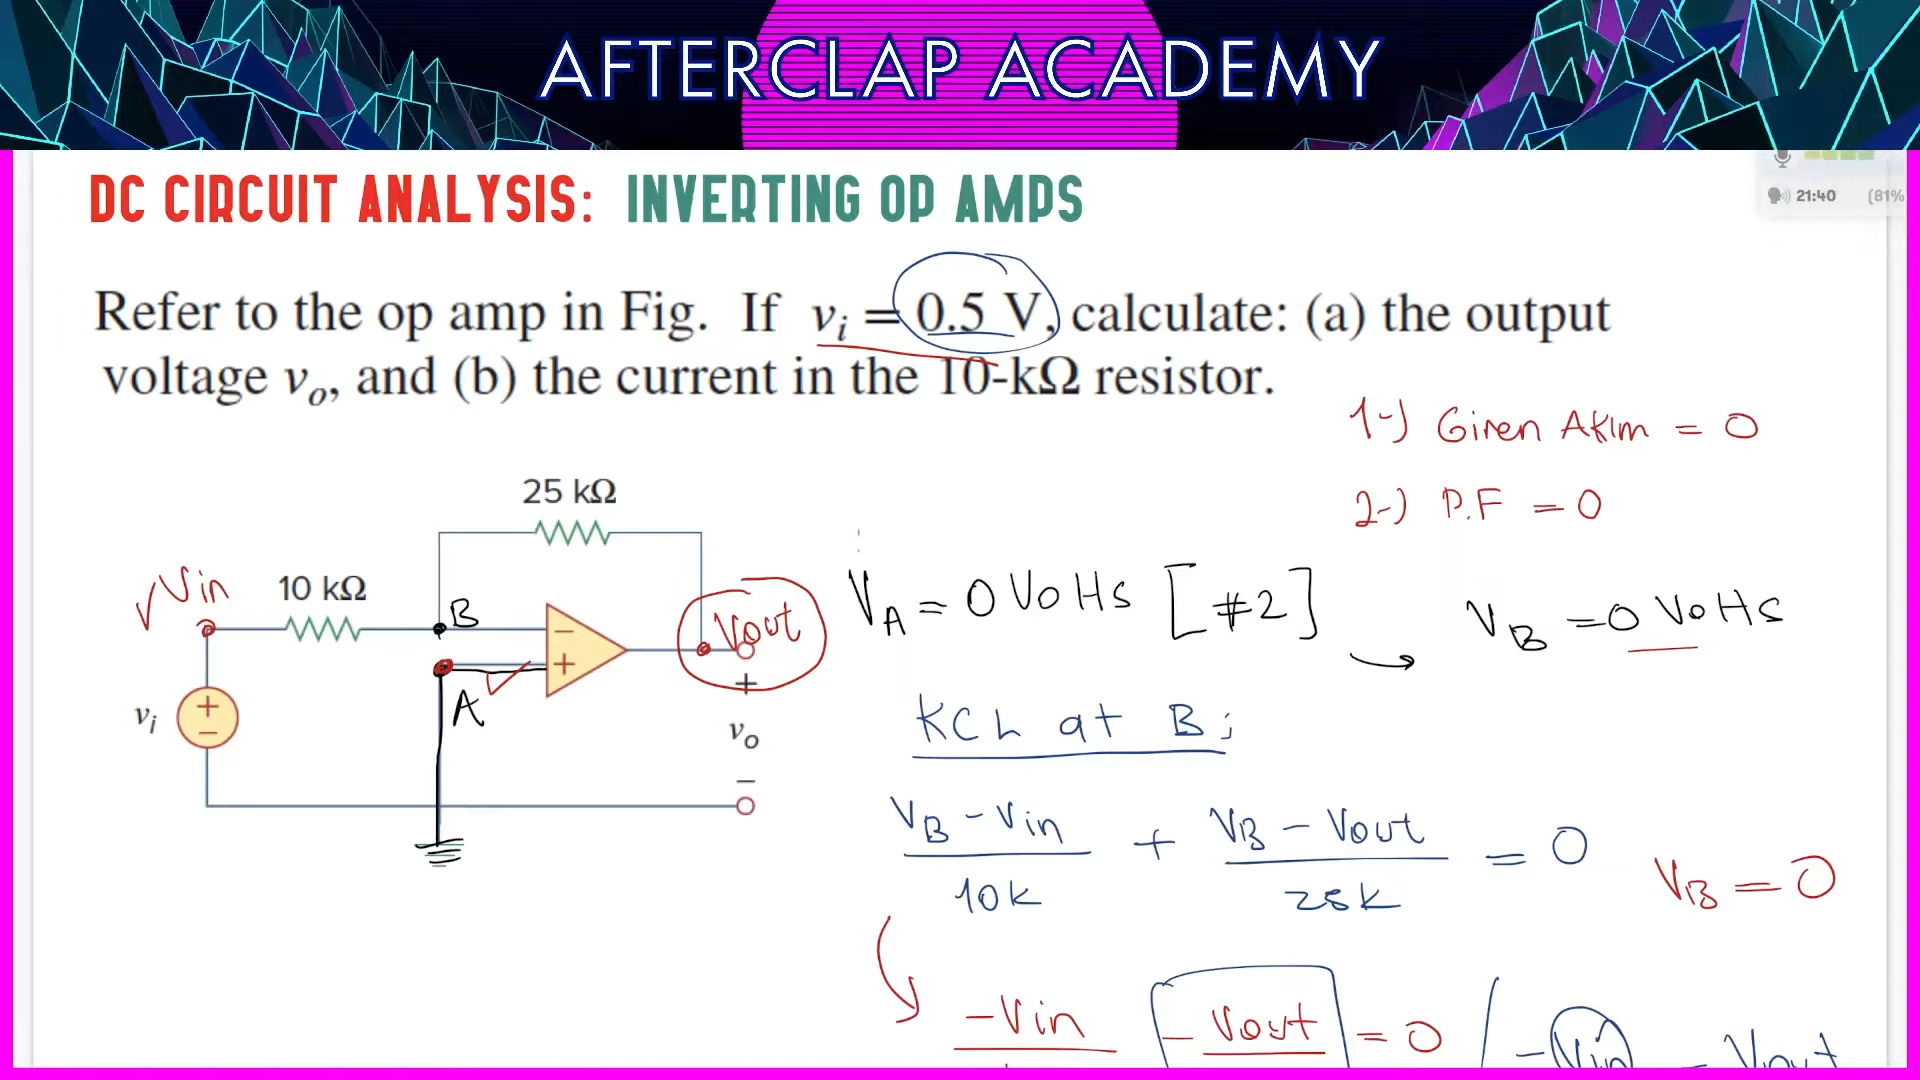 AFTERCLAP ACADEMY
DC CIRCUIT ANALYSIS: INVERTING OP AMPS
21:40 (81%
Refer to the op amp in Fig. If vi = 0.5 V, calculate: (a) the output
voltage vo, and (b) the current in the 10-kΩ resistor.
1-) Giren Akım = 0
2-) P.F = 0
25 kΩ
Vin
10 kΩ
B
−
+
Vout
A
+
−
vi
+
vo
−
VA = 0 Volts [#2]
VB = 0 Volts
KCL at B;
VB - Vin + VB - Vout = 0
10k 25k
VB = 0
-Vin - Vout = 0
-Vin = Vout